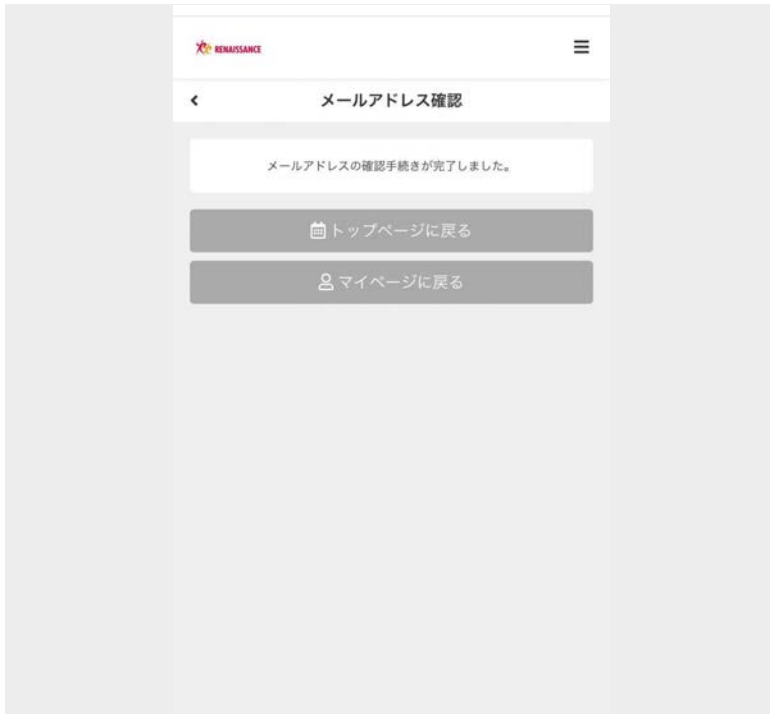 RENAISSANCE
メールアドレス確認
メールアドレスの確認手続きが完了しました。
トップページに戻る
マイページに戻る